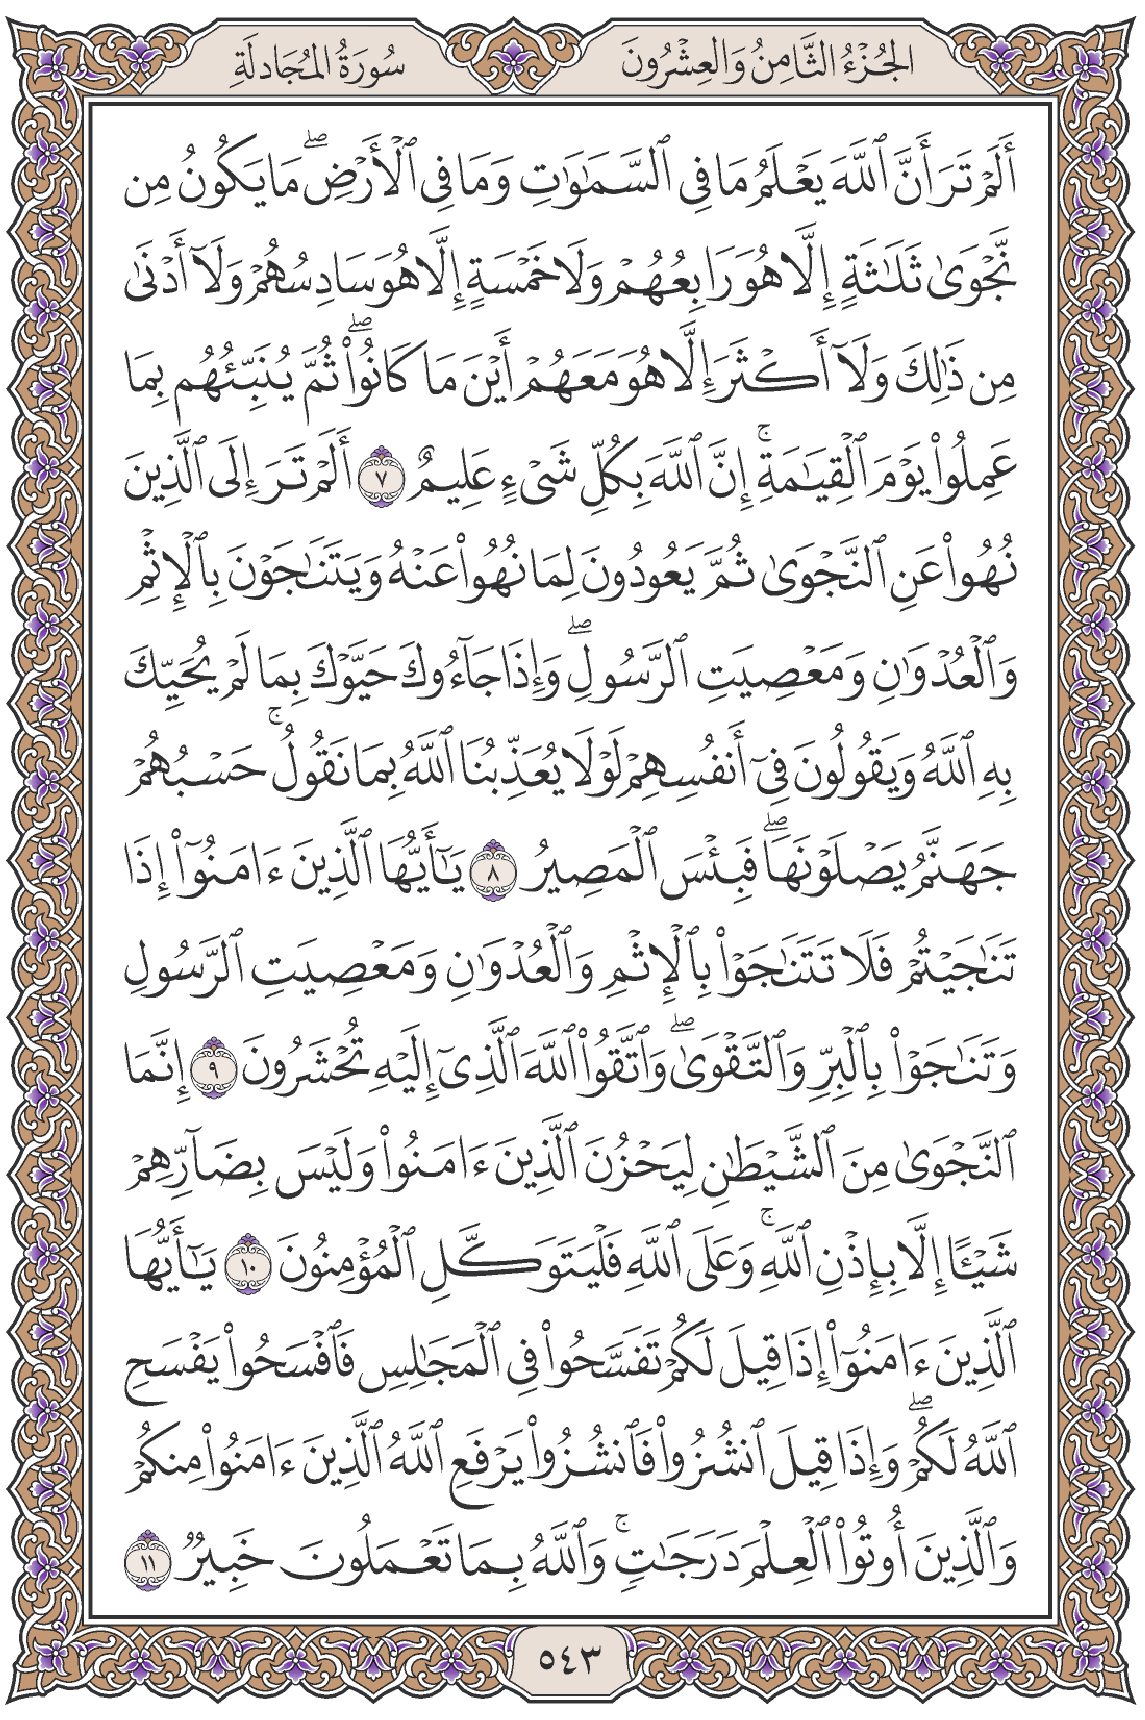 الجُزْءُ الثَّامِنُ وَالعِشْرُونَ
سُورَةُ المُجَادلَةِ
أَلَمۡ تَرَ أَنَّ ٱللَّهَ يَعۡلَمُ مَا فِي ٱلسَّمَٰوَٰتِ وَمَا فِي ٱلۡأَرۡضِۖ مَا يَكُونُ مِن
نَّجۡوَىٰ ثَلَٰثَةٍ إِلَّا هُوَ رَابِعُهُمۡ وَلَا خَمۡسَةٍ إِلَّا هُوَ سَادِسُهُمۡ وَلَآ أَدۡنَىٰ
مِن ذَٰلِكَ وَلَآ أَكۡثَرَ إِلَّا هُوَ مَعَهُمۡ أَيۡنَ مَا كَانُواْۖ ثُمَّ يُنَبِّئُهُم بِمَا
عَمِلُواْ يَوۡمَ ٱلۡقِيَٰمَةِۚ إِنَّ ٱللَّهَ بِكُلِّ شَيۡءٍ عَلِيمٌ ٧ أَلَمۡ تَرَ إِلَى ٱلَّذِينَ
نُهُواْ عَنِ ٱلنَّجۡوَىٰ ثُمَّ يَعُودُونَ لِمَا نُهُواْ عَنۡهُ وَيَتَنَٰجَوۡنَ بِٱلۡإِثۡمِ
وَٱلۡعُدۡوَٰنِ وَمَعۡصِيَتِ ٱلرَّسُولِۖ وَإِذَا جَآءُوكَ حَيَّوۡكَ بِمَا لَمۡ يُحَيِّكَ
بِهِ ٱللَّهُ وَيَقُولُونَ فِيٓ أَنفُسِهِمۡ لَوۡلَا يُعَذِّبُنَا ٱللَّهُ بِمَا نَقُولُۚ حَسۡبُهُمۡ
جَهَنَّمُ يَصۡلَوۡنَهَاۖ فَبِئۡسَ ٱلۡمَصِيرُ ٨ يَٰٓأَيُّهَا ٱلَّذِينَ ءَامَنُوٓاْ إِذَا
تَنَٰجَيۡتُمۡ فَلَا تَتَنَٰجَوۡاْ بِٱلۡإِثۡمِ وَٱلۡعُدۡوَٰنِ وَمَعۡصِيَتِ ٱلرَّسُولِ
وَتَنَٰجَوۡاْ بِٱلۡبِرِّ وَٱلتَّقۡوَىٰۖ وَٱتَّقُواْ ٱللَّهَ ٱلَّذِيٓ إِلَيۡهِ تُحۡشَرُونَ ٩ إِنَّمَا
ٱلنَّجۡوَىٰ مِنَ ٱلشَّيۡطَٰنِ لِيَحۡزُنَ ٱلَّذِينَ ءَامَنُواْ وَلَيۡسَ بِضَآرِّهِمۡ
شَيۡـًٔا إِلَّا بِإِذۡنِ ٱللَّهِۚ وَعَلَى ٱللَّهِ فَلۡيَتَوَكَّلِ ٱلۡمُؤۡمِنُونَ ١٠ يَٰٓأَيُّهَا
ٱلَّذِينَ ءَامَنُوٓاْ إِذَا قِيلَ لَكُمۡ تَفَسَّحُواْ فِي ٱلۡمَجَٰلِسِ فَٱفۡسَحُواْ يَفۡسَحِ
ٱللَّهُ لَكُمۡۖ وَإِذَا قِيلَ ٱنشُزُواْ فَٱنشُزُواْ يَرۡفَعِ ٱللَّهُ ٱلَّذِينَ ءَامَنُواْ مِنكُمۡ
وَٱلَّذِينَ أُوتُواْ ٱلۡعِلۡمَ دَرَجَٰتٍۚ وَٱللَّهُ بِمَا تَعۡمَلُونَ خَبِيرٌ ١١
٥٤٣